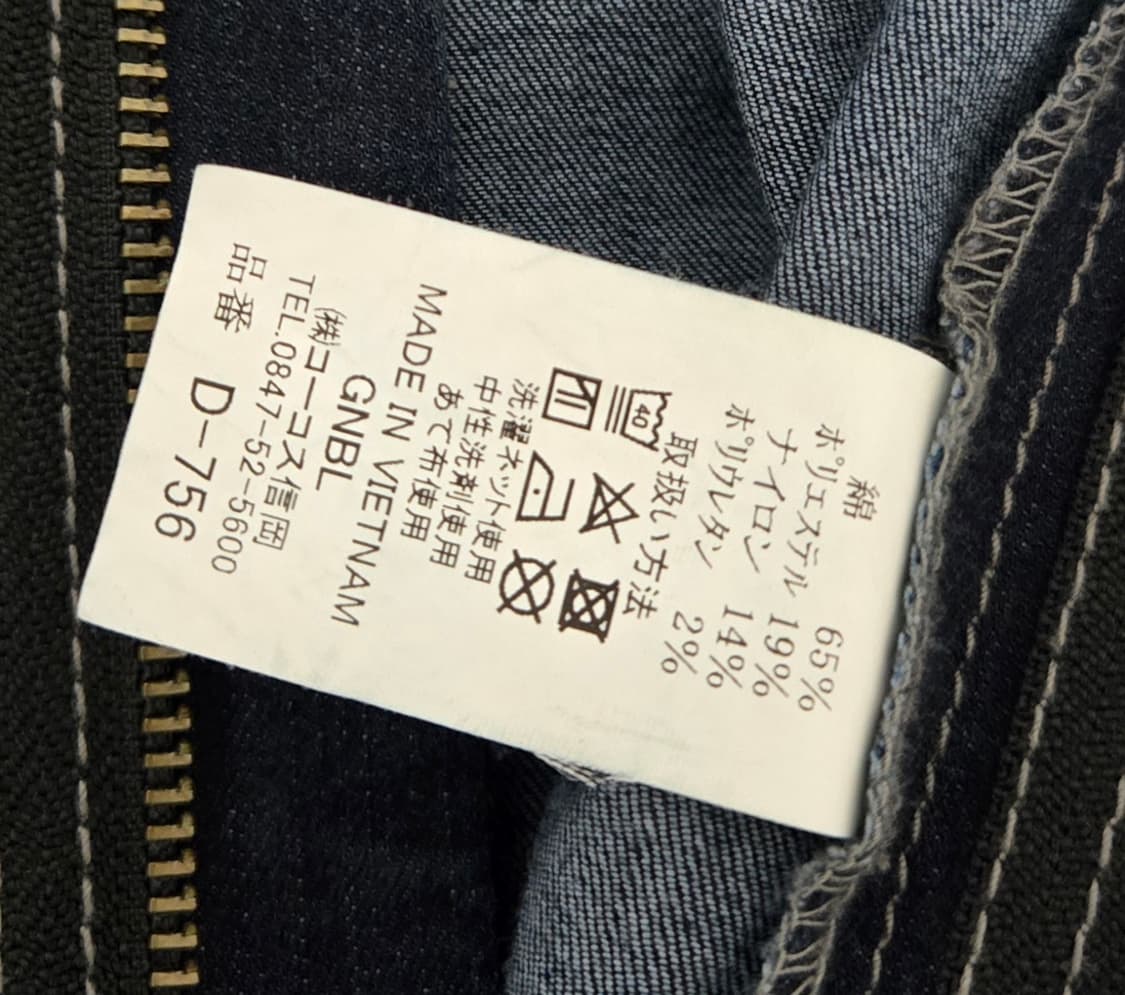 綿 65%
ポリエステル 19%
ナイロン 14%
ポリウレタン 2%
取扱い方法
40
洗濯ネット使用
中性洗剤使用
あて布使用
MADE IN VIETNAM
GNBL
㈱コーコス信岡
TEL.0847-52-5600
品番 D-756